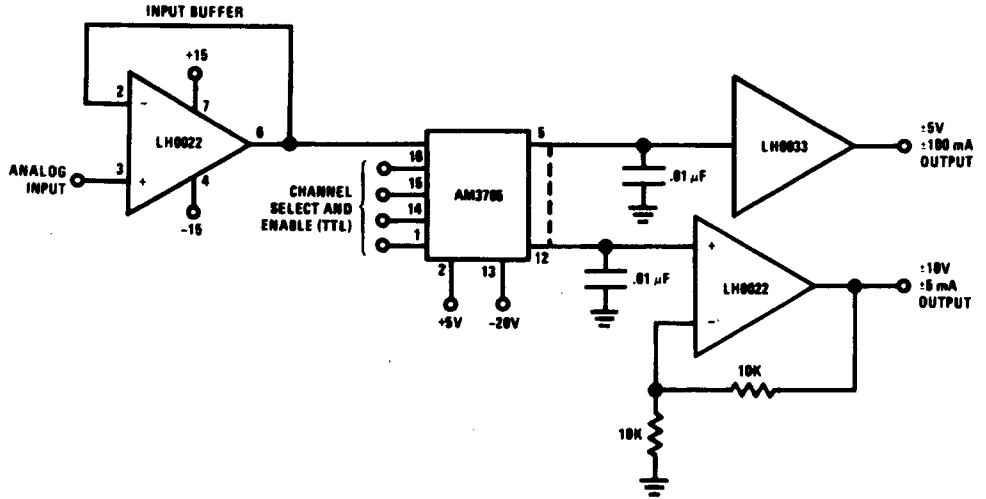 INPUT BUFFER
+15
2
−
7
LH0022
6
ANALOG
INPUT
3
+
4
-15
CHANNEL
SELECT AND
ENABLE (TTL)
16
15
14
1
AM3705
5
12
2
13
+5V
-20V
.01 µF
LH0033
±5V
±100 mA
OUTPUT
.01 µF
+
LH0022
−
±10V
±5 mA
OUTPUT
10K
10K